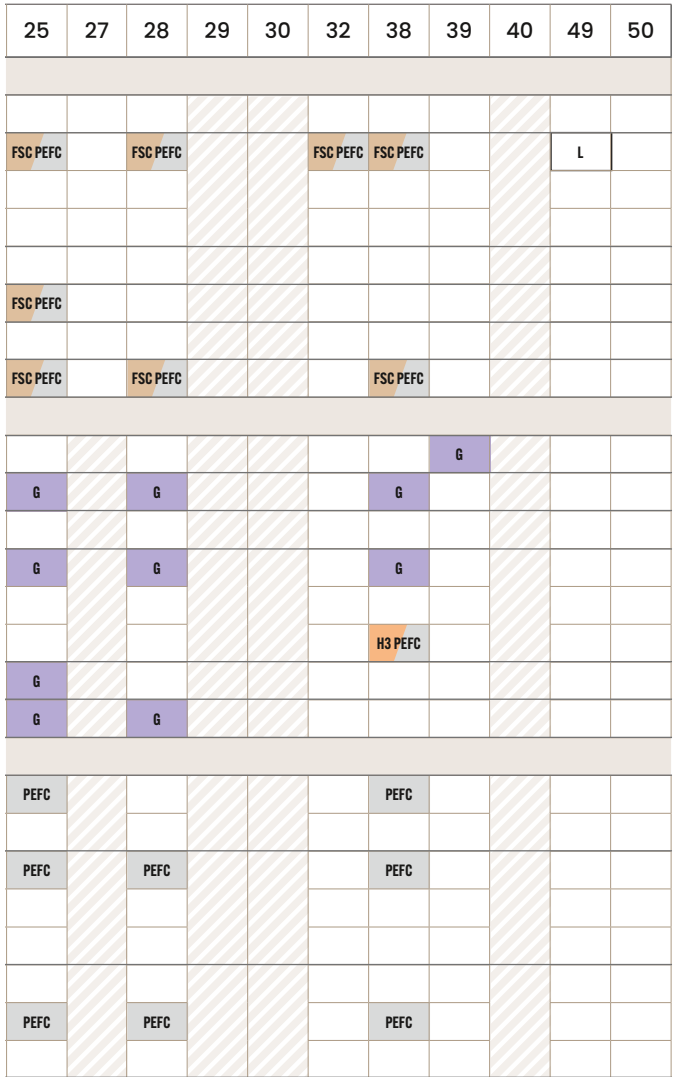 25 27 28 29 30 32 38 39 40 49 50
FSC PEFC FSC PEFC FSC PEFC FSC PEFC L
FSC PEFC
FSC PEFC FSC PEFC FSC PEFC
G
G G G
G G G
H3 PEFC
G
G G
PEFC PEFC
PEFC PEFC PEFC
PEFC PEFC PEFC